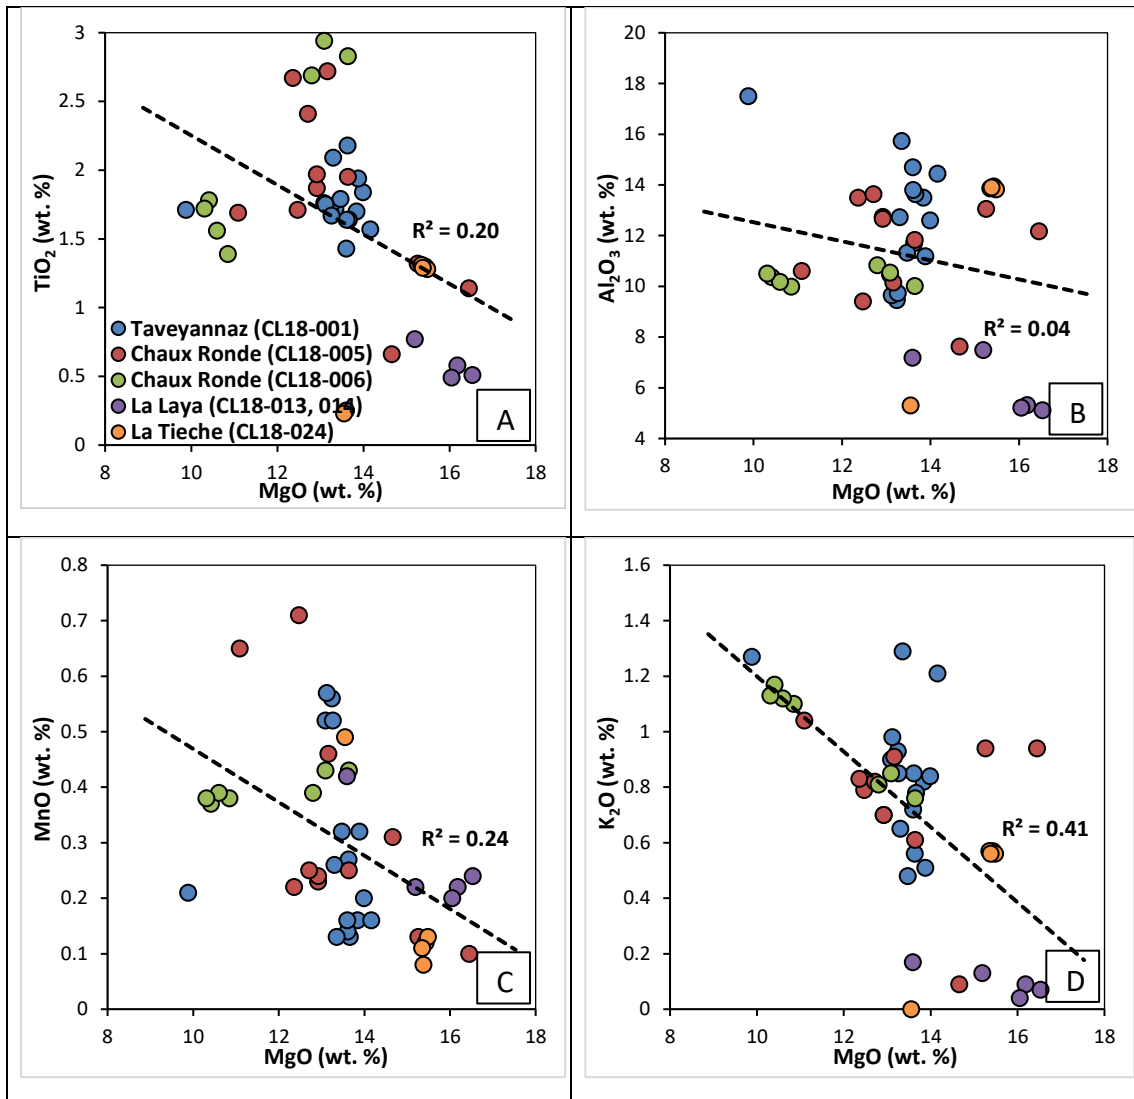 3
2.5
2
1.5
1
0.5
0
TiO₂ (wt. %)
R² = 0.20
Taveyannaz (CL18-001)
Chaux Ronde (CL18-005)
Chaux Ronde (CL18-006)
La Laya (CL18-013, 014)
La Tieche (CL18-024)
A
8 10 12 14 16 18
MgO (wt. %)
20
18
16
14
12
10
8
6
4
Al₂O₃ (wt. %)
R² = 0.04
B
8 10 12 14 16 18
MgO (wt. %)
0.8
0.7
0.6
0.5
0.4
0.3
0.2
0.1
0
MnO (wt. %)
R² = 0.24
C
8 10 12 14 16 18
MgO (wt. %)
1.6
1.4
1.2
1
0.8
0.6
0.4
0.2
0
K₂O (wt. %)
R² = 0.41
D
8 10 12 14 16 18
MgO (wt. %)